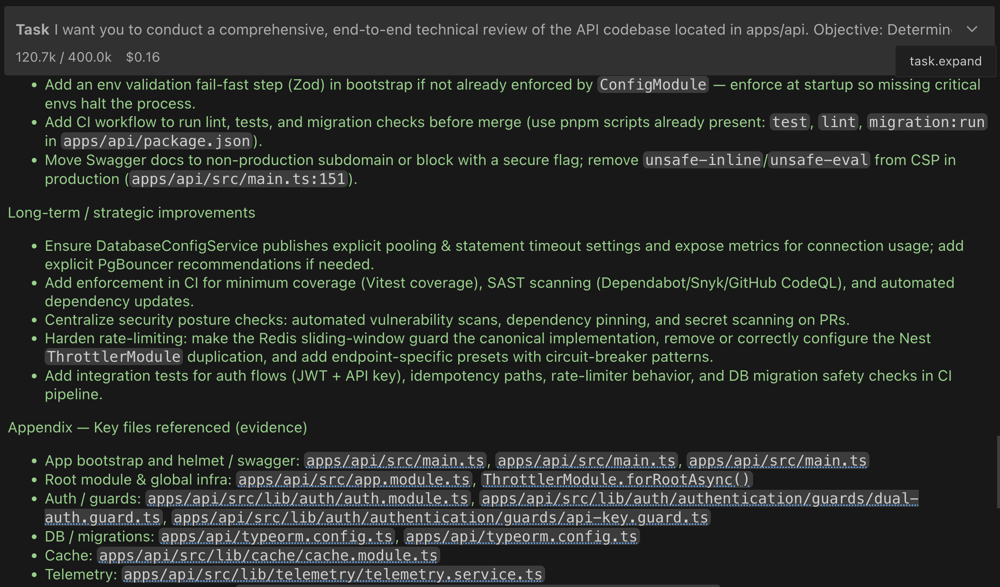 Task I want you to conduct a comprehensive, end-to-end technical review of the API codebase located in apps/api. Objective: Determin
120.7k / 400.0k $0.16
task.expand
• Add an env validation fail-fast step (Zod) in bootstrap if not already enforced by ConfigModule — enforce at startup so missing critical
envs halt the process.
• Add CI workflow to run lint, tests, and migration checks before merge (use pnpm scripts already present: test, lint, migration:run
in apps/api/package.json).
• Move Swagger docs to non-production subdomain or block with a secure flag; remove unsafe-inline/unsafe-eval from CSP in
production (apps/api/src/main.ts:151).
Long-term / strategic improvements
• Ensure DatabaseConfigService publishes explicit pooling & statement timeout settings and expose metrics for connection usage; add
explicit PgBouncer recommendations if needed.
• Add enforcement in CI for minimum coverage (Vitest coverage), SAST scanning (Dependabot/Snyk/GitHub CodeQL), and automated
dependency updates.
• Centralize security posture checks: automated vulnerability scans, dependency pinning, and secret scanning on PRs.
• Harden rate-limiting: make the Redis sliding-window guard the canonical implementation, remove or correctly configure the Nest
ThrottlerModule duplication, and add endpoint-specific presets with circuit-breaker patterns.
• Add integration tests for auth flows (JWT + API key), idempotency paths, rate-limiter behavior, and DB migration safety checks in CI
pipeline.
Appendix — Key files referenced (evidence)
• App bootstrap and helmet / swagger: apps/api/src/main.ts, apps/api/src/main.ts, apps/api/src/main.ts
• Root module & global infra: apps/api/src/app.module.ts, ThrottlerModule.forRootAsync()
• Auth / guards: apps/api/src/lib/auth/auth.module.ts, apps/api/src/lib/auth/authentication/guards/dual-
auth.guard.ts, apps/api/src/lib/auth/authentication/guards/api-key.guard.ts
• DB / migrations: apps/api/typeorm.config.ts, apps/api/typeorm.config.ts
• Cache: apps/api/src/lib/cache/cache.module.ts
• Telemetry: apps/api/src/lib/telemetry/telemetry.service.ts